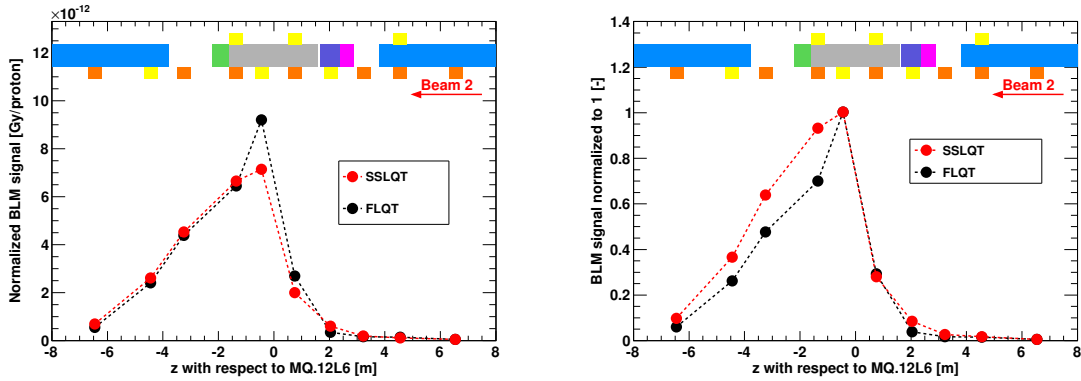 ×10⁻¹²
12
10
8
6
4
2
0
Normalized BLM signal [Gy/proton]
Beam 2
SSLQT
FLQT
-8 -6 -4 -2 0 2 4 6 8
z with respect to MQ.12L6 [m]
1.4
1.2
1
0.8
0.6
0.4
0.2
0
BLM signal normalized to 1 [-]
Beam 2
SSLQT
FLQT
-8 -6 -4 -2 0 2 4 6 8
z with respect to MQ.12L6 [m]